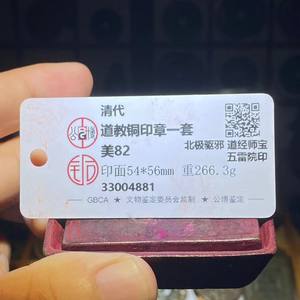 清代
道教铜印章一套
美82
北极驱邪 道经师宝
五雷院印
印面54*56mm 重266.3g
33004881
GBCA ★ 文物鉴定委员会监制 ★ 公博鉴定